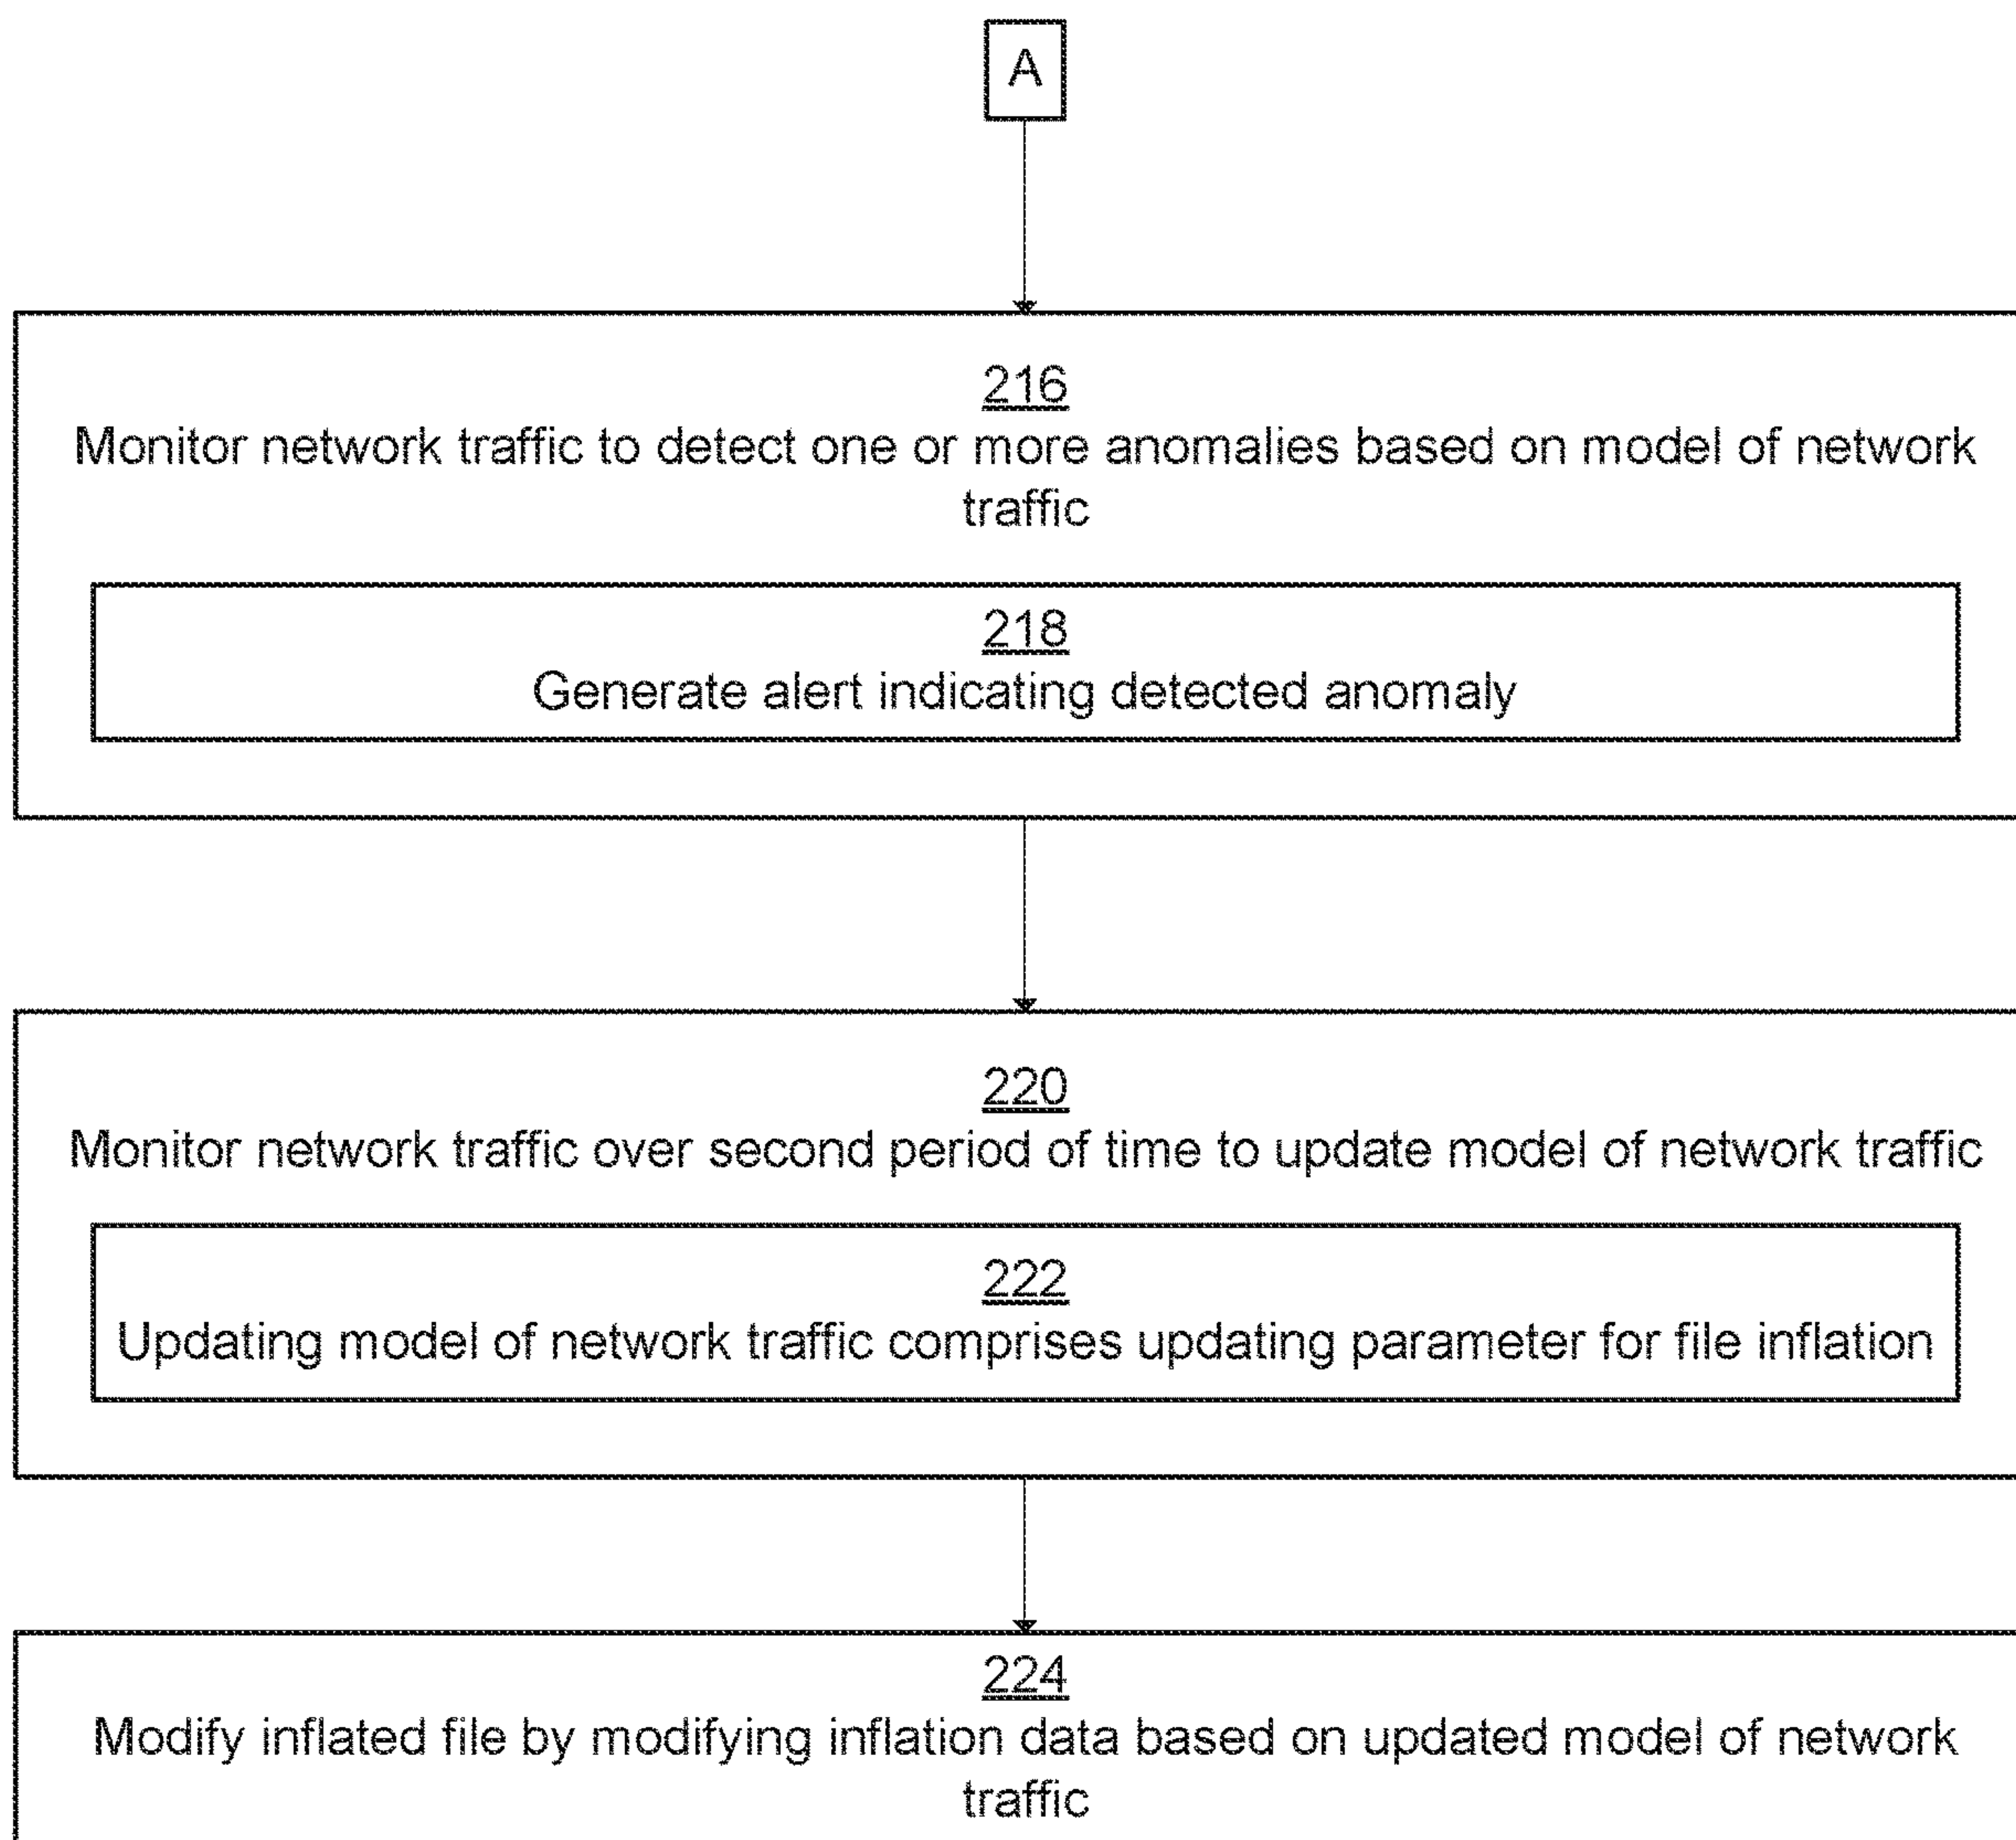 A
216
Monitor network traffic to detect one or more anomalies based on model of network
traffic
218
Generate alert indicating detected anomaly
220
Monitor network traffic over second period of time to update model of network traffic
222
Updating model of network traffic comprises updating parameter for file inflation
224
Modify inflated file by modifying inflation data based on updated model of network
traffic